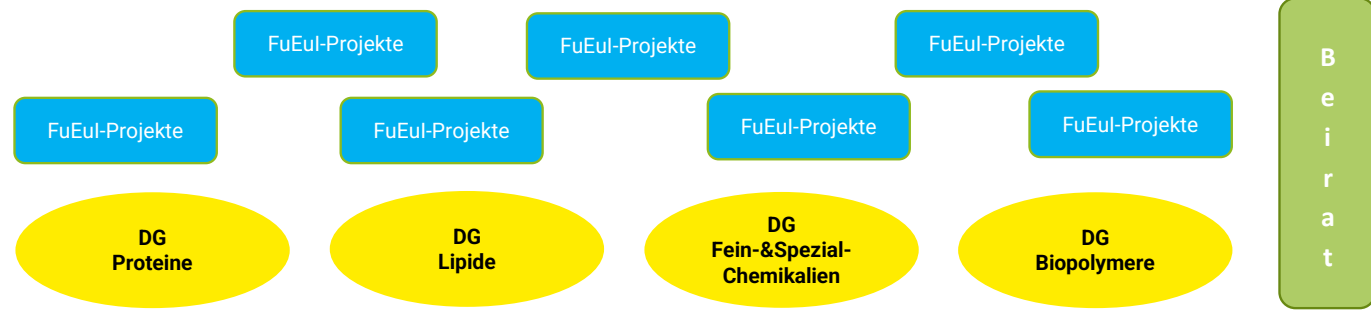 FuEuI-Projekte
FuEuI-Projekte
FuEuI-Projekte
FuEuI-Projekte
FuEuI-Projekte
FuEuI-Projekte
FuEuI-Projekte
DG
Proteine
DG
Lipide
DG
Fein-&Spezial-
Chemikalien
DG
Biopolymere
B
e
i
r
a
t